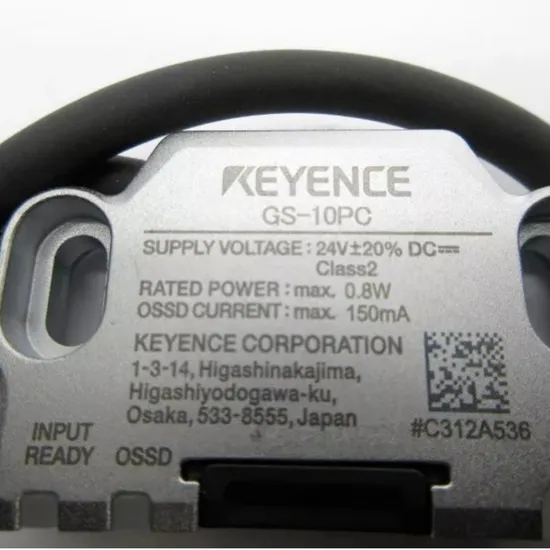 KEYENCE
GS-10PC
SUPPLY VOLTAGE : 24V±20% DC⎓
Class2
RATED POWER : max. 0.8W
OSSD CURRENT : max. 150mA
KEYENCE CORPORATION
1-3-14, Higashinakajima,
Higashiyodogawa-ku,
Osaka, 533-8555, Japan
#C312A536
INPUT
READY OSSD